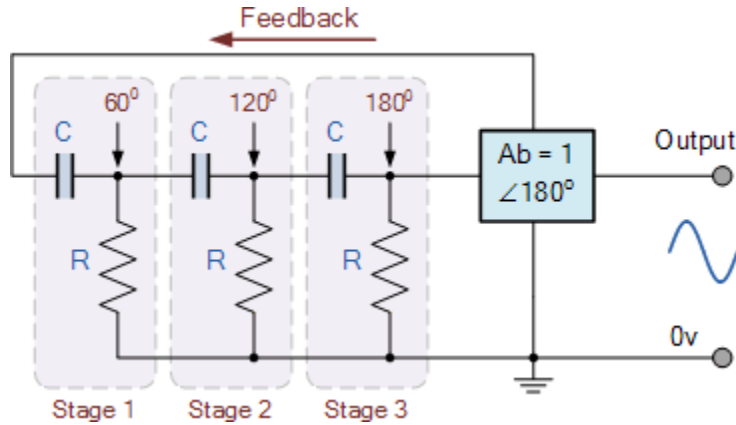 Feedback
60⁰
120⁰
180⁰
C
C
C
Ab = 1
∠180°
Output
R
R
R
0v
Stage 1
Stage 2
Stage 3